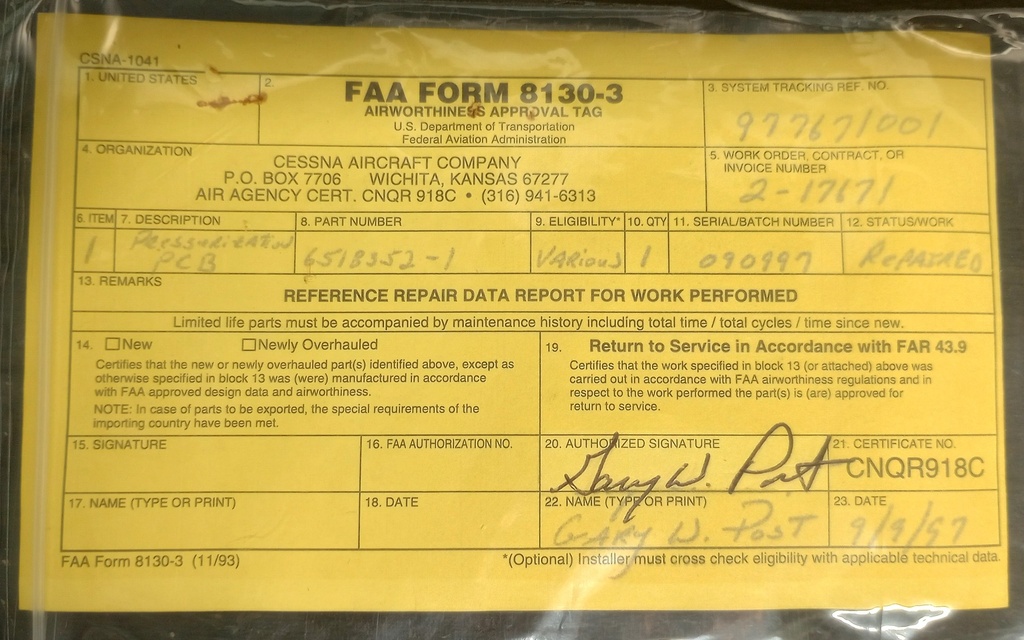 CSNA-1041
1. UNITED STATES
2.
FAA FORM 8130-3
AIRWORTHINESS APPROVAL TAG
U.S. Department of Transportation
Federal Aviation Administration
3. SYSTEM TRACKING REF. NO.
977671001
4. ORGANIZATION
CESSNA AIRCRAFT COMPANY
P.O. BOX 7706 WICHITA, KANSAS 67277
AIR AGENCY CERT. CNQR 918C • (316) 941-6313
5. WORK ORDER, CONTRACT, OR
INVOICE NUMBER
2-17671
6. ITEM 7. DESCRIPTION 8. PART NUMBER 9. ELIGIBILITY* 10. QTY 11. SERIAL/BATCH NUMBER 12. STATUS/WORK
1 Pressurization PCB 6518352-1 VARIOUS 1 090997 REPAIRED
13. REMARKS
REFERENCE REPAIR DATA REPORT FOR WORK PERFORMED
Limited life parts must be accompanied by maintenance history including total time / total cycles / time since new.
14. □New □Newly Overhauled
Certifies that the new or newly overhauled part(s) identified above, except as
otherwise specified in block 13 was (were) manufactured in accordance
with FAA approved design data and airworthiness.
NOTE: In case of parts to be exported, the special requirements of the
importing country have been met.
19. Return to Service in Accordance with FAR 43.9
Certifies that the work specified in block 13 (or attached) above was
carried out in accordance with FAA airworthiness regulations and in
respect to the work performed the part(s) is (are) approved for
return to service.
15. SIGNATURE
16. FAA AUTHORIZATION NO.
20. AUTHORIZED SIGNATURE
Gary W. Post
21. CERTIFICATE NO.
CNQR918C
17. NAME (TYPE OR PRINT)
18. DATE
22. NAME (TYPE OR PRINT)
GARY W. POST
23. DATE
9/9/97
FAA Form 8130-3 (11/93)
*(Optional) Installer must cross check eligibility with applicable technical data.